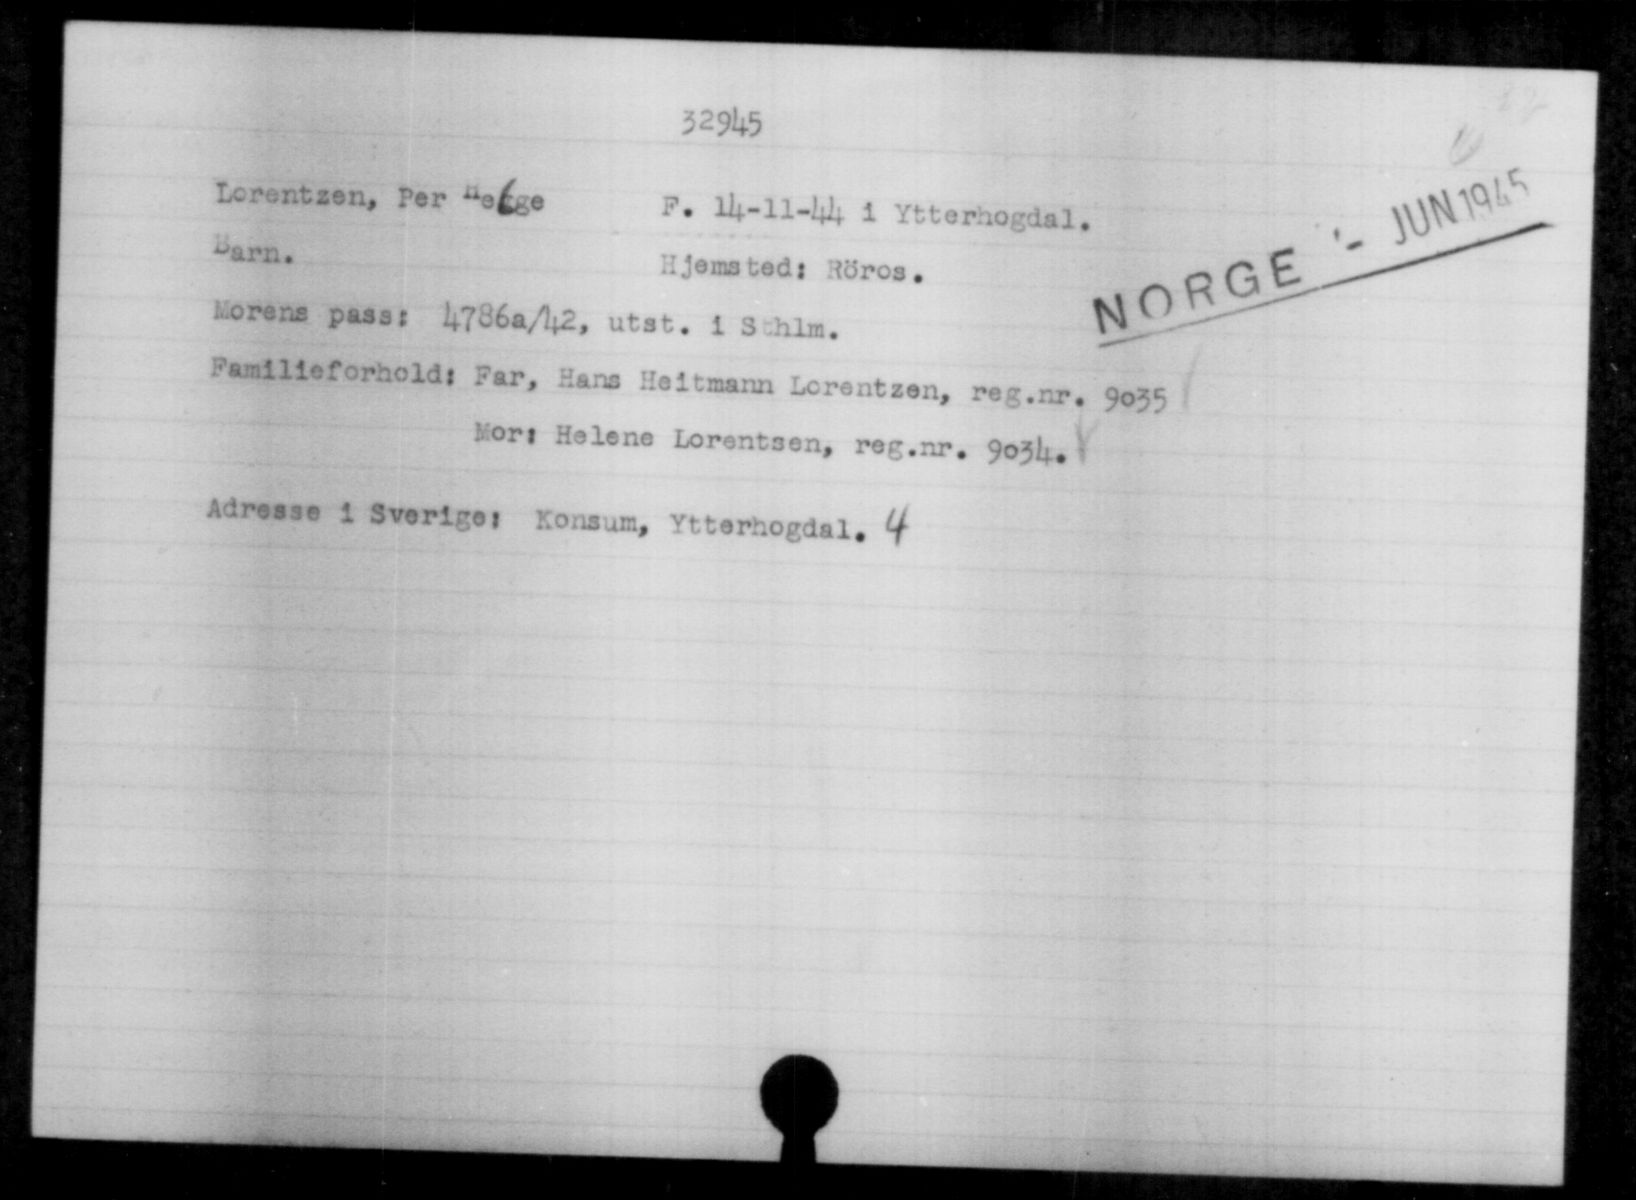 32945
Lorentzen, Per Helge F. 14-11-44 i Ytterhogdal.
Barn. Hjemsted: Röros.
NORGE - JUN 1945
Morens pass: 4786a/42, utst. i Sthlm.
Familieforhold: Far, Hans Heitmann Lorentzen, reg.nr. 9035
Mor: Helene Lorentsen, reg.nr. 9034.
Adresse i Sverige: Konsum, Ytterhogdal. 4